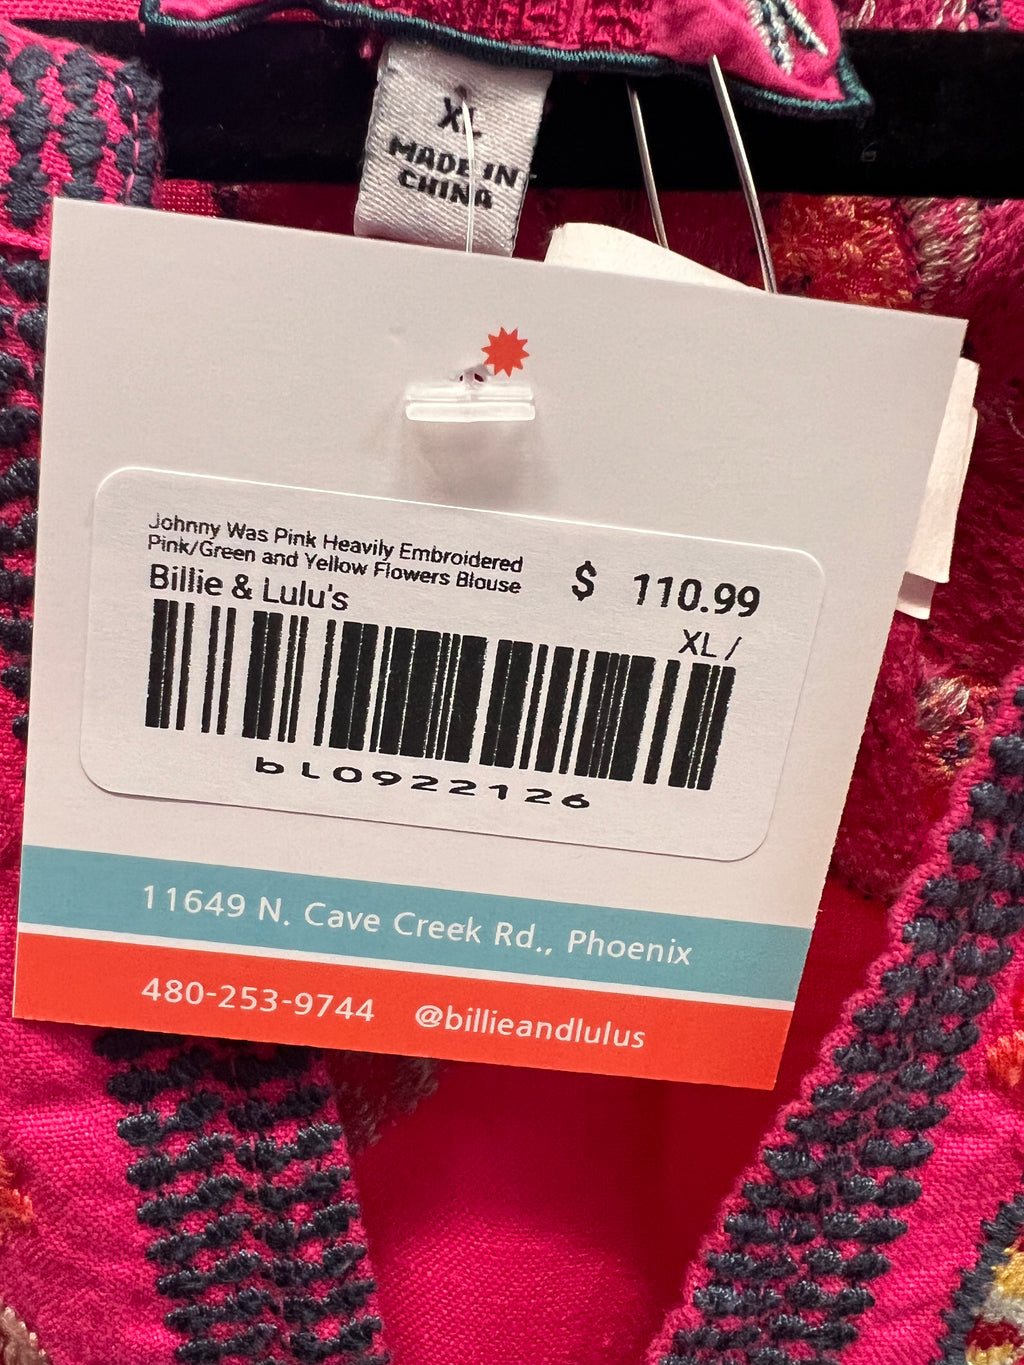 XL
MADE IN
CHINA
Johnny Was Pink Heavily Embroidered
Pink/Green and Yellow Flowers Blouse
Billie & Lulu's
$ 110.99
XL /
bL0922126
11649 N. Cave Creek Rd., Phoenix
480-253-9744 @billieandlulus